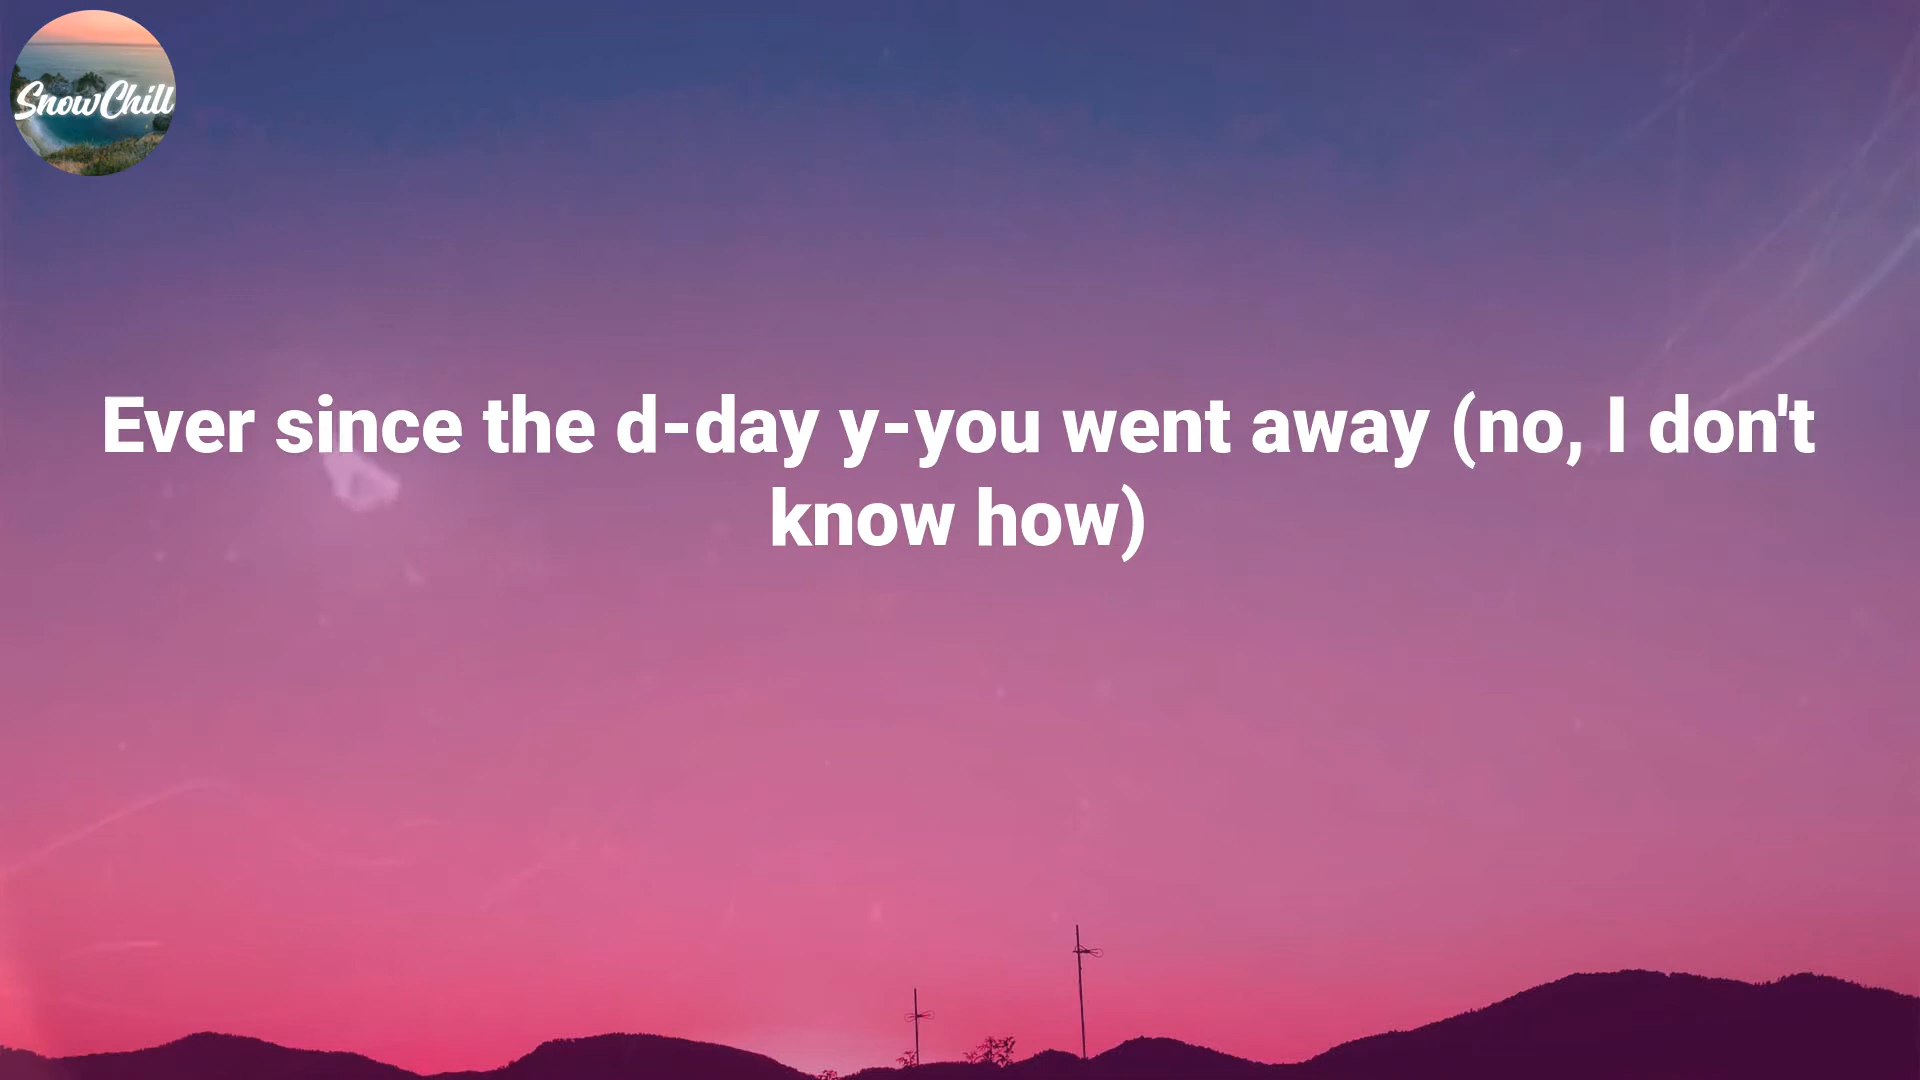 SnowChill
Ever since the d-day y-you went away (no, I don't
know how)